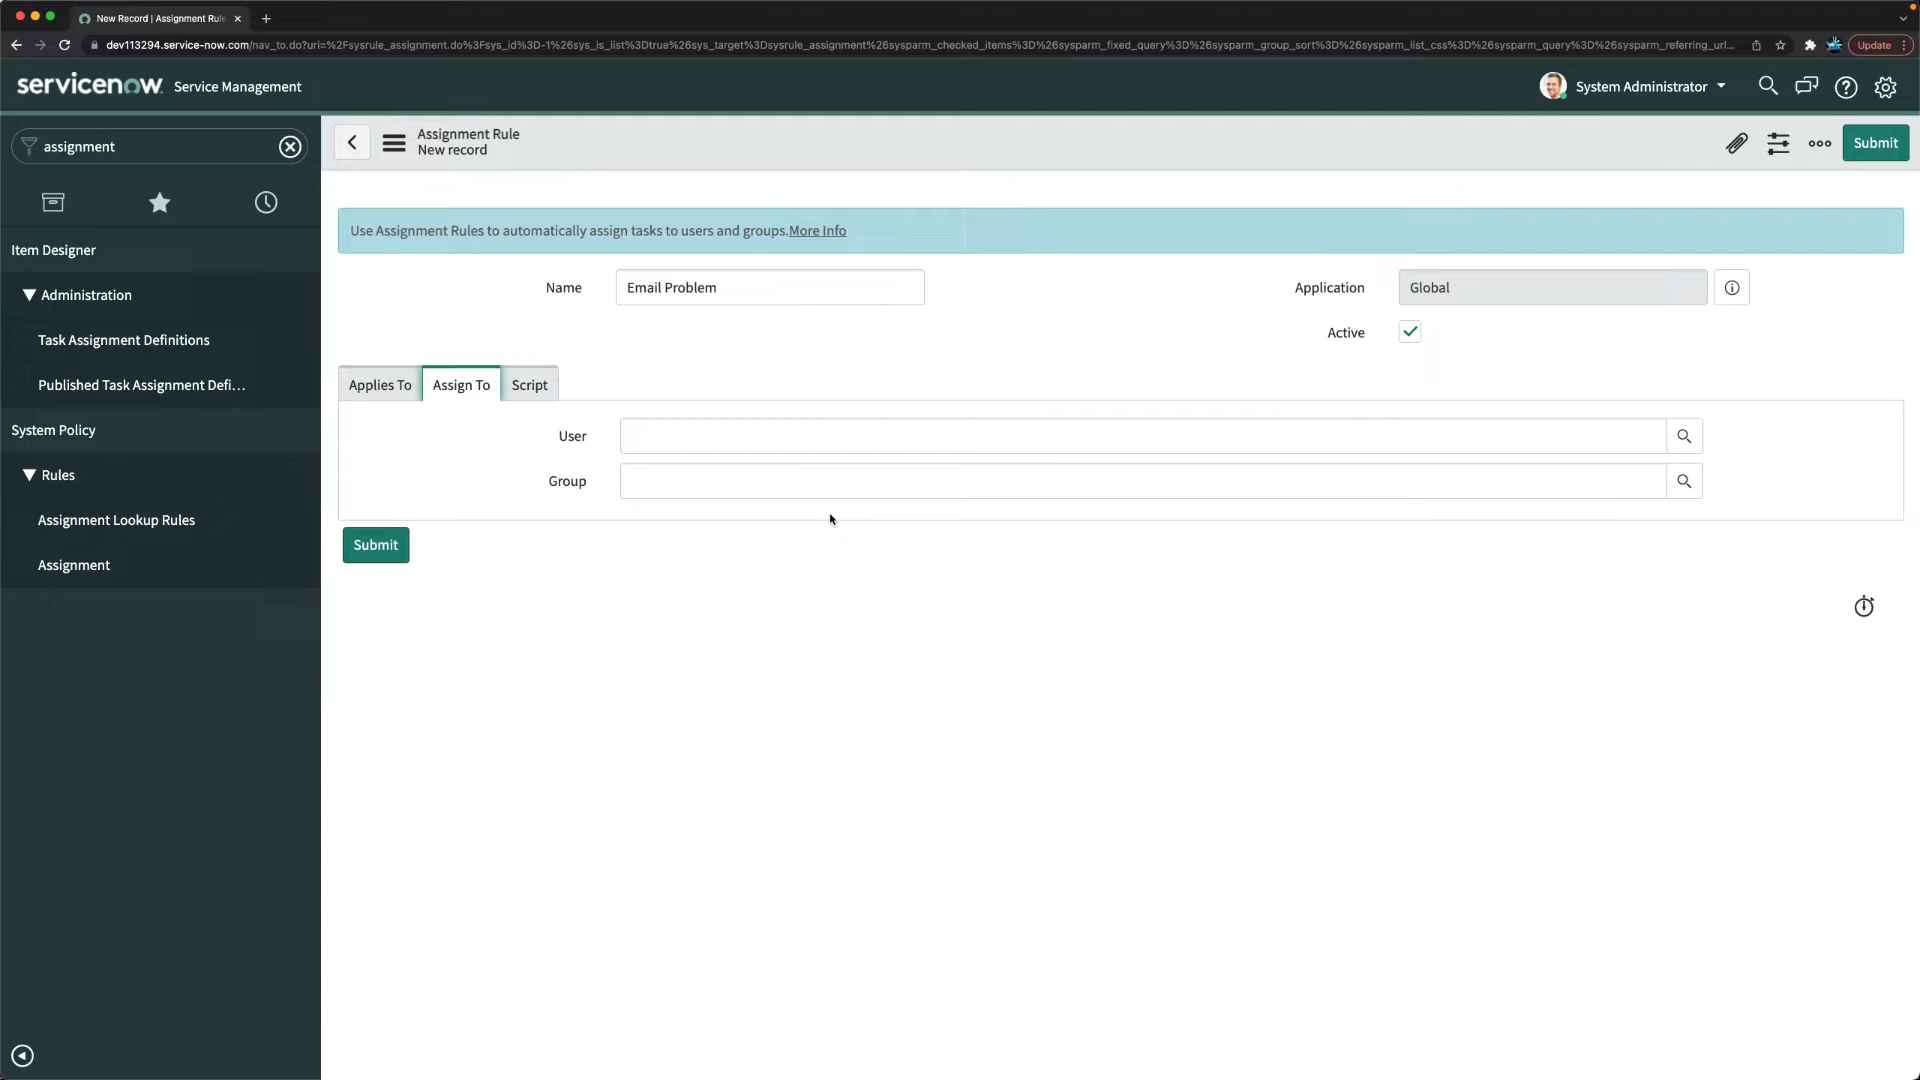 New Record | Assignment Rule
dev113294.service-now.com/nav_to.do?uri=%2Fsysrule_assignment.do%3Fsys_id%3D-1%26sys_is_list%3Dtrue%26sys_target%3Dsysrule_assignment%26sysparm_checked_items%3D%26sysparm_fixed_query%3D%26sysparm_group_sort%3D%26sysparm_list_css%3D%26sysparm_query%3D%26sysparm_referring_url...
Update
servicenow Service Management
System Administrator
assignment
Assignment Rule
New record
Submit
Item Designer
Administration
Task Assignment Definitions
Published Task Assignment Defi...
System Policy
Rules
Assignment Lookup Rules
Assignment
Use Assignment Rules to automatically assign tasks to users and groups.More Info
Name Email Problem
Application Global
Active
Applies To Assign To Script
User
Group
Submit